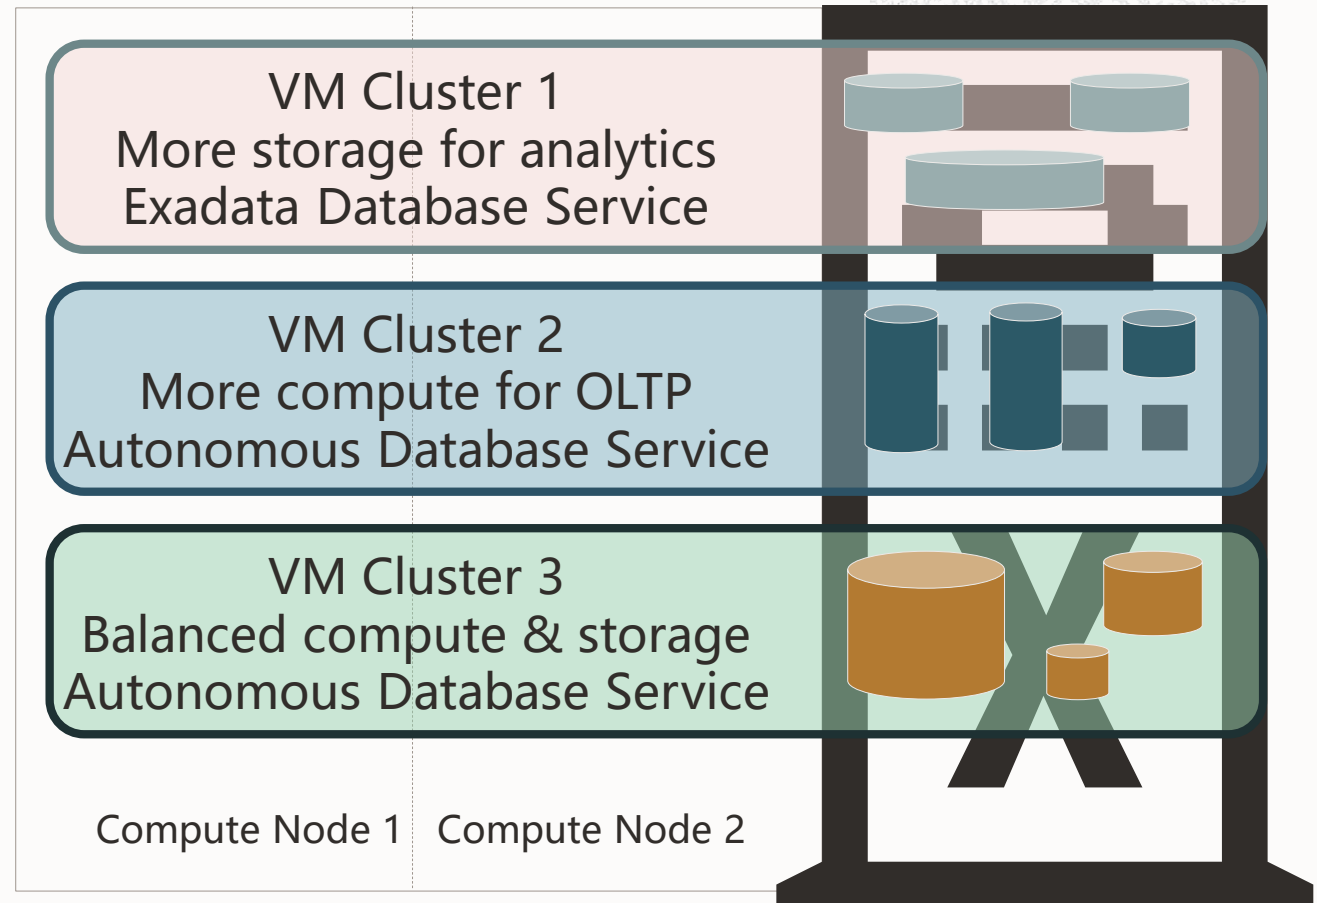 VM Cluster 1
More storage for analytics
Exadata Database Service
VM Cluster 2
More compute for OLTP
Autonomous Database Service
VM Cluster 3
Balanced compute & storage
Autonomous Database Service
Compute Node 1
Compute Node 2
X